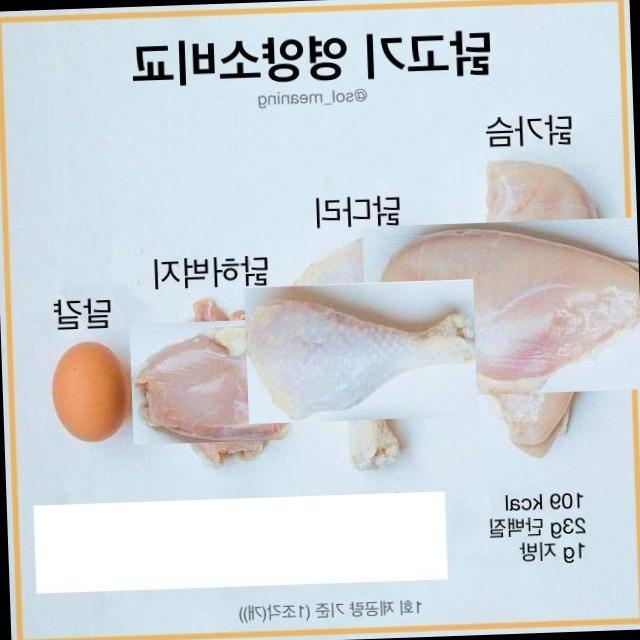 닭고기 영양소비교
@sol_meaning
닭가슴
닭다리
닭허벅지
달걀
109 kcal
23g 단백질
1g 지방
1회 제공량 기준 (1조각(개))